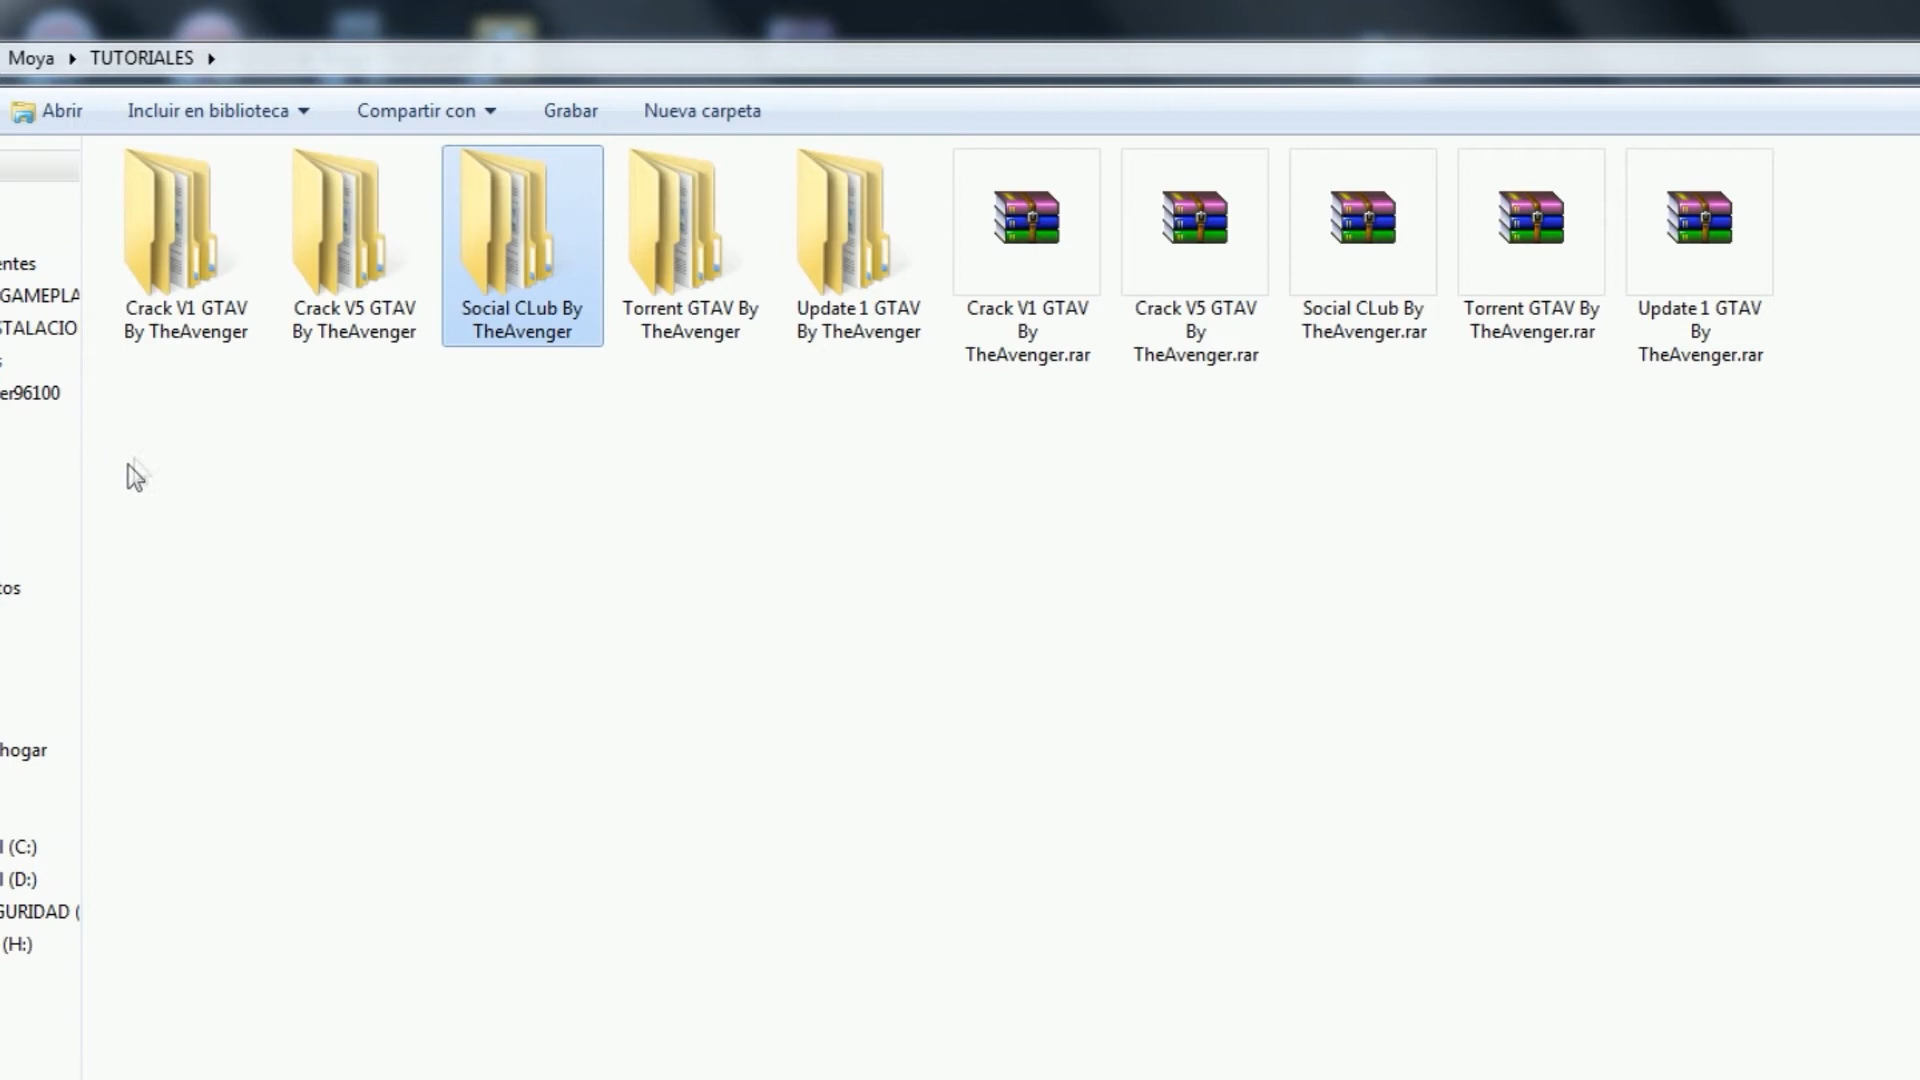 Moya TUTORIALES
Abrir Incluir en biblioteca Compartir con Grabar Nueva carpeta
Crack V1 GTAV
By TheAvenger
Crack V5 GTAV
By TheAvenger
Social CLub By
TheAvenger
Torrent GTAV By
TheAvenger
Update 1 GTAV
By TheAvenger
Crack V1 GTAV
By
TheAvenger.rar
Crack V5 GTAV
By
TheAvenger.rar
Social CLub By
TheAvenger.rar
Torrent GTAV By
TheAvenger.rar
Update 1 GTAV
By
TheAvenger.rar
entes
GAMEPLA
STALACIO
er96100
tos
hogar
l (C:)
l (D:)
GURIDAD (
(H:)